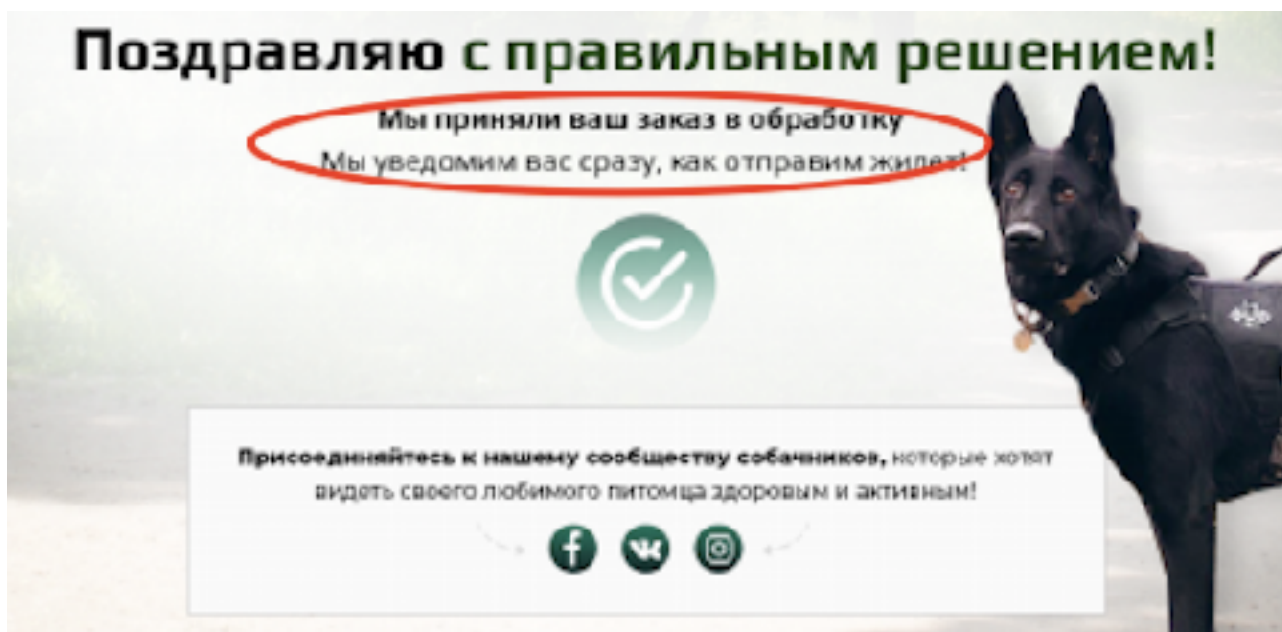 Поздравляю с правильным решением!
Мы приняли ваш заказ в обработку
Мы уведомим вас сразу, как отправим жилет!
Присоединяйтесь к нашему сообществу собачников, которые хотят
видеть своего любимого питомца здоровым и активным!